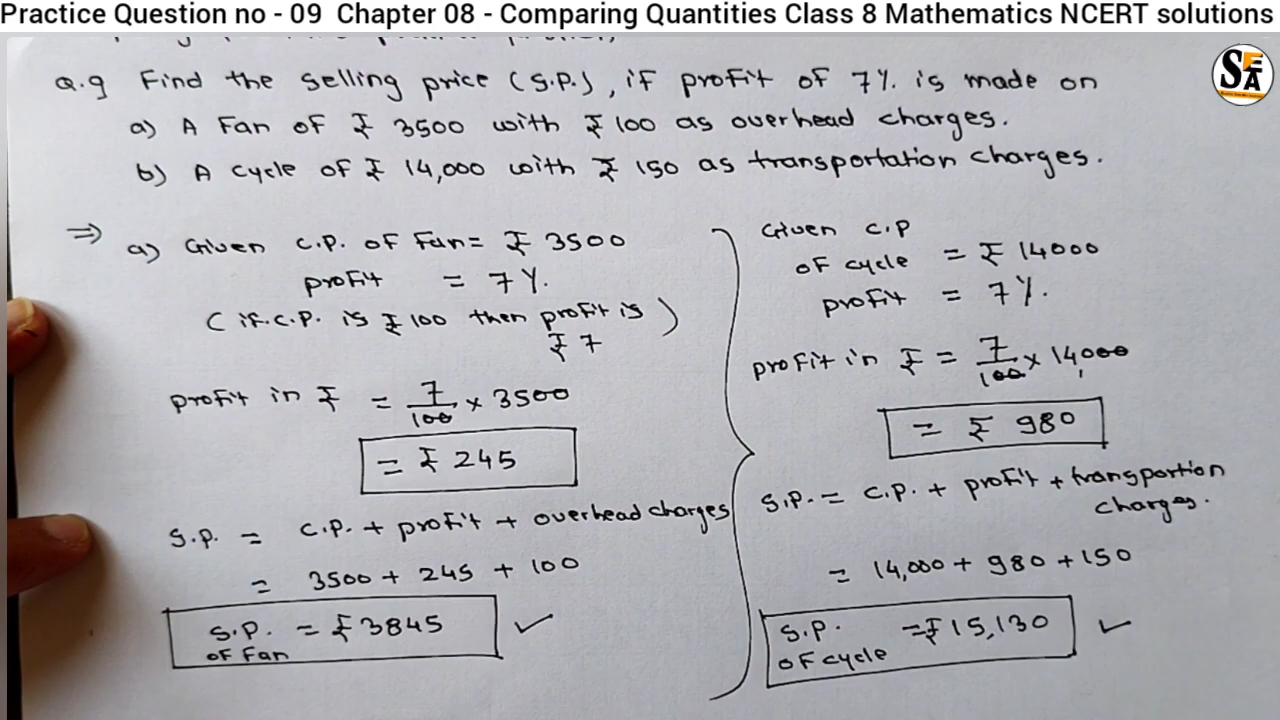 Practice Question no - 09 Chapter 08 - Comparing Quantities Class 8 Mathematics NCERT solutions
SFEA
Q.9 Find the selling price (S.P.), if profit of 7% is made on
a) A Fan of ₹ 3500 with ₹ 100 as overhead charges.
b) A cycle of ₹ 14,000 with ₹ 150 as transportation charges.
⇒ a) Given C.P. of Fan = ₹ 3500
profit = 7%.
( if C.P. is ₹ 100 then profit is )
₹ 7
profit in ₹ = 7/100 × 3500
= ₹ 245
S.P. = C.P. + profit + overhead charges
= 3500 + 245 + 100
S.P. = ₹ 3845 ✓
of Fan
Given C.P
of cycle = ₹ 14000
profit = 7%.
profit in ₹ = 7/100 × 14,000
= ₹ 980
S.P. = C.P. + profit + transportion
charges.
= 14,000 + 980 + 150
S.P. = ₹ 15,130 ✓
of cycle